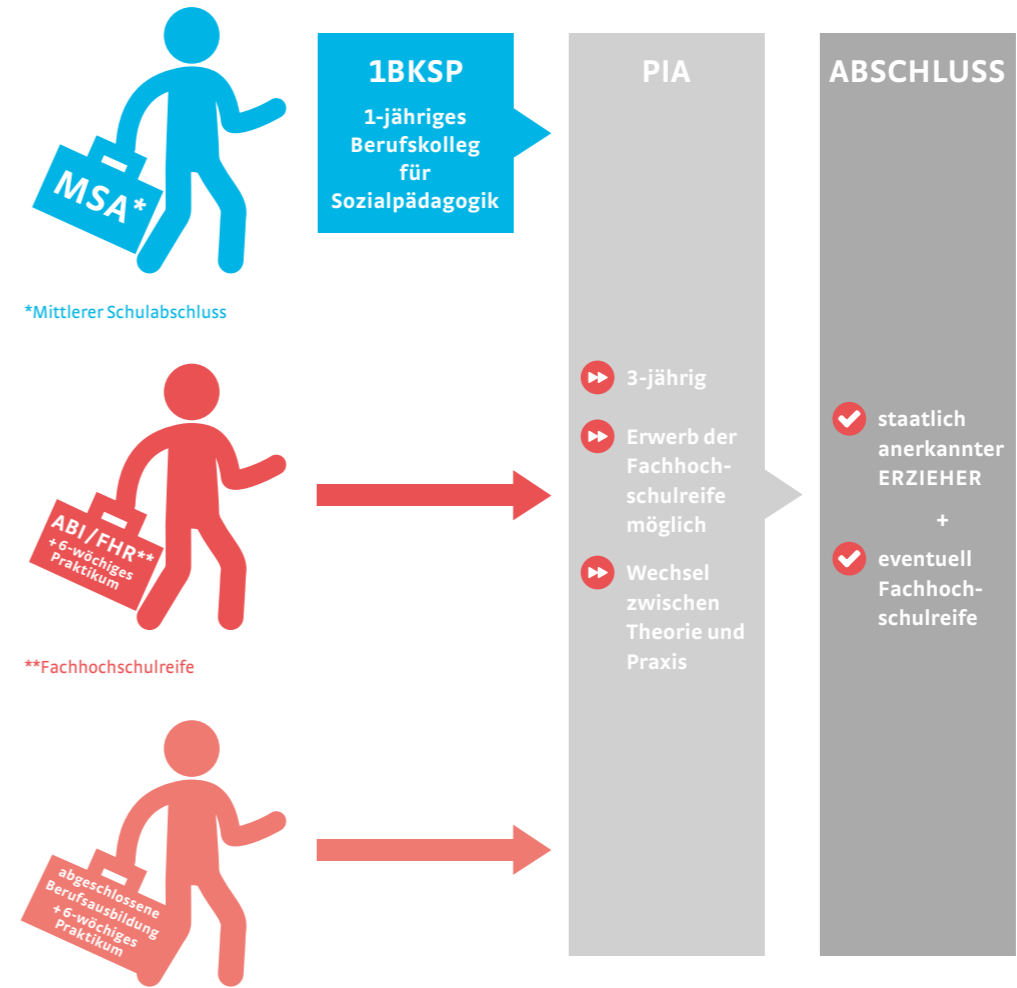 MSA*
*Mittlerer Schulabschluss
1BKSP
1-jähriges
Berufskolleg
für
Sozialpädagogik
ABI/FHR**
+6-wöchiges
Praktikum
**Fachhochschulreife
abgeschlossene
Berufsausbildung
+6-wöchiges
Praktikum
PIA
3-jährig
Erwerb der
Fachhoch-
schulreife
möglich
Wechsel
zwischen
Theorie und
Praxis
ABSCHLUSS
staatlich
anerkannter
ERZIEHER
+
eventuell
Fachhoch-
schulreife